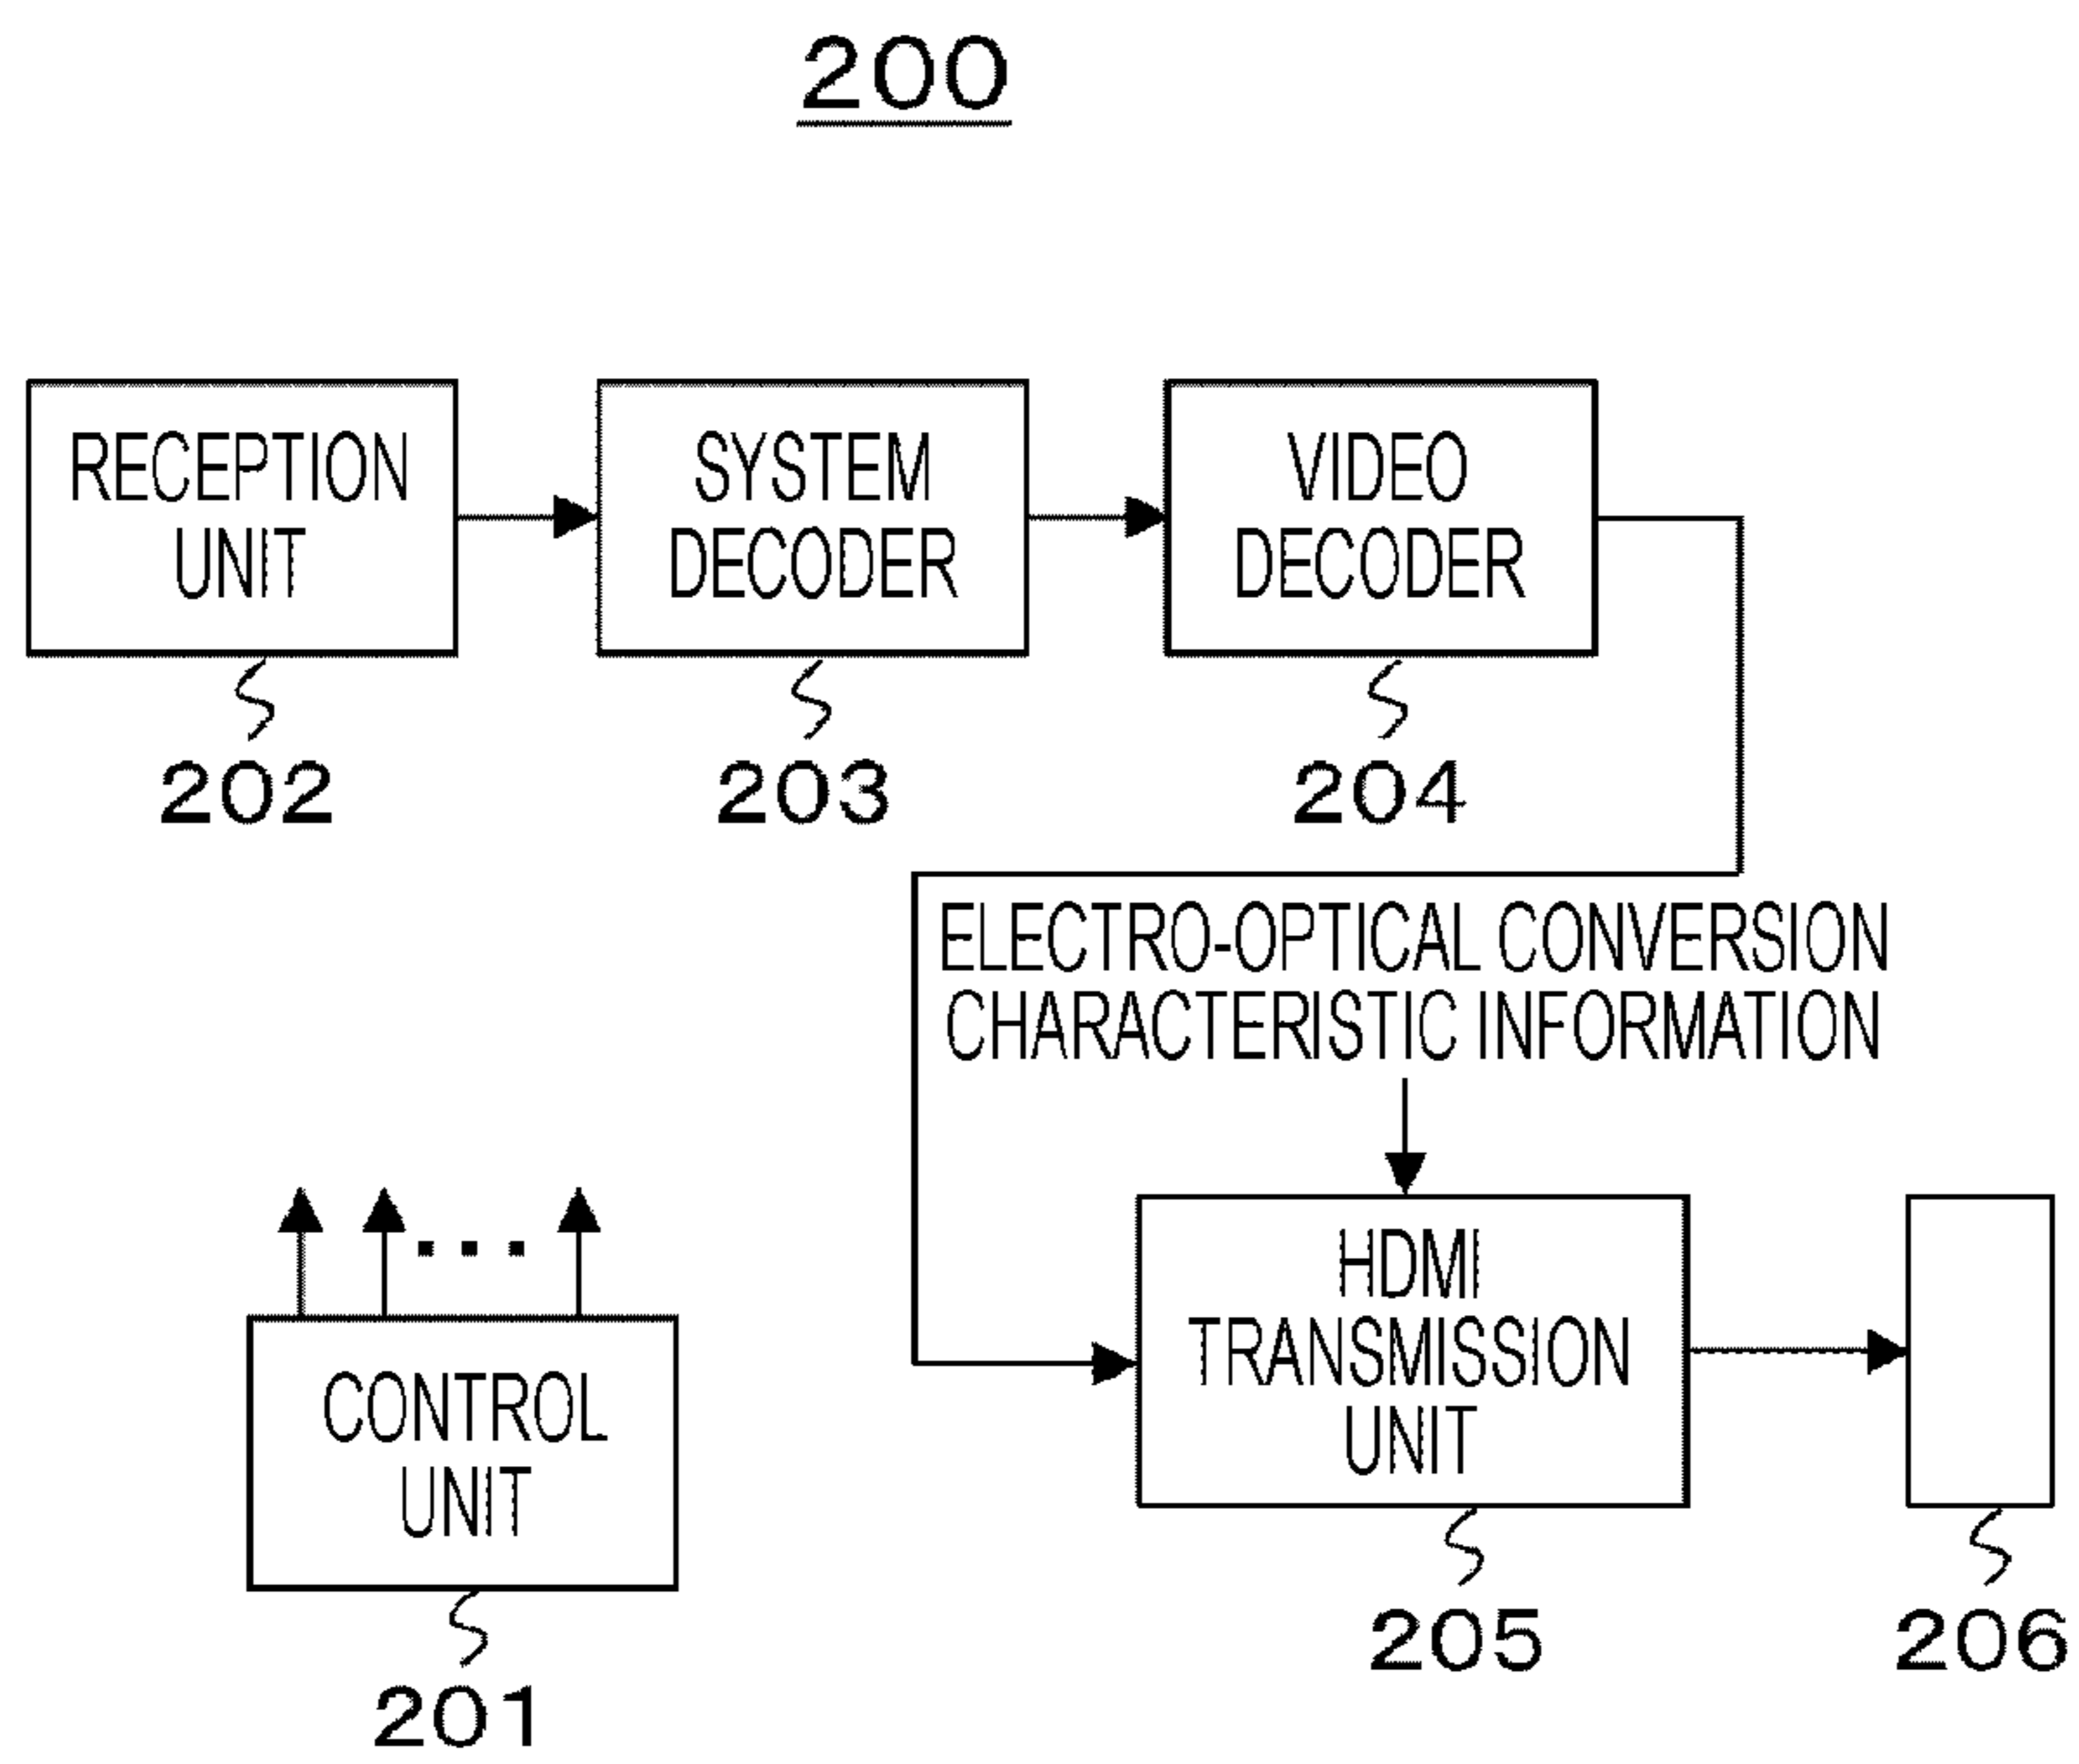 200
RECEPTION
UNIT
202
SYSTEM
DECODER
203
VIDEO
DECODER
204
ELECTRO-OPTICAL CONVERSION
CHARACTERISTIC INFORMATION
HDMI
TRANSMISSION
UNIT
205
206
...
CONTROL
UNIT
201